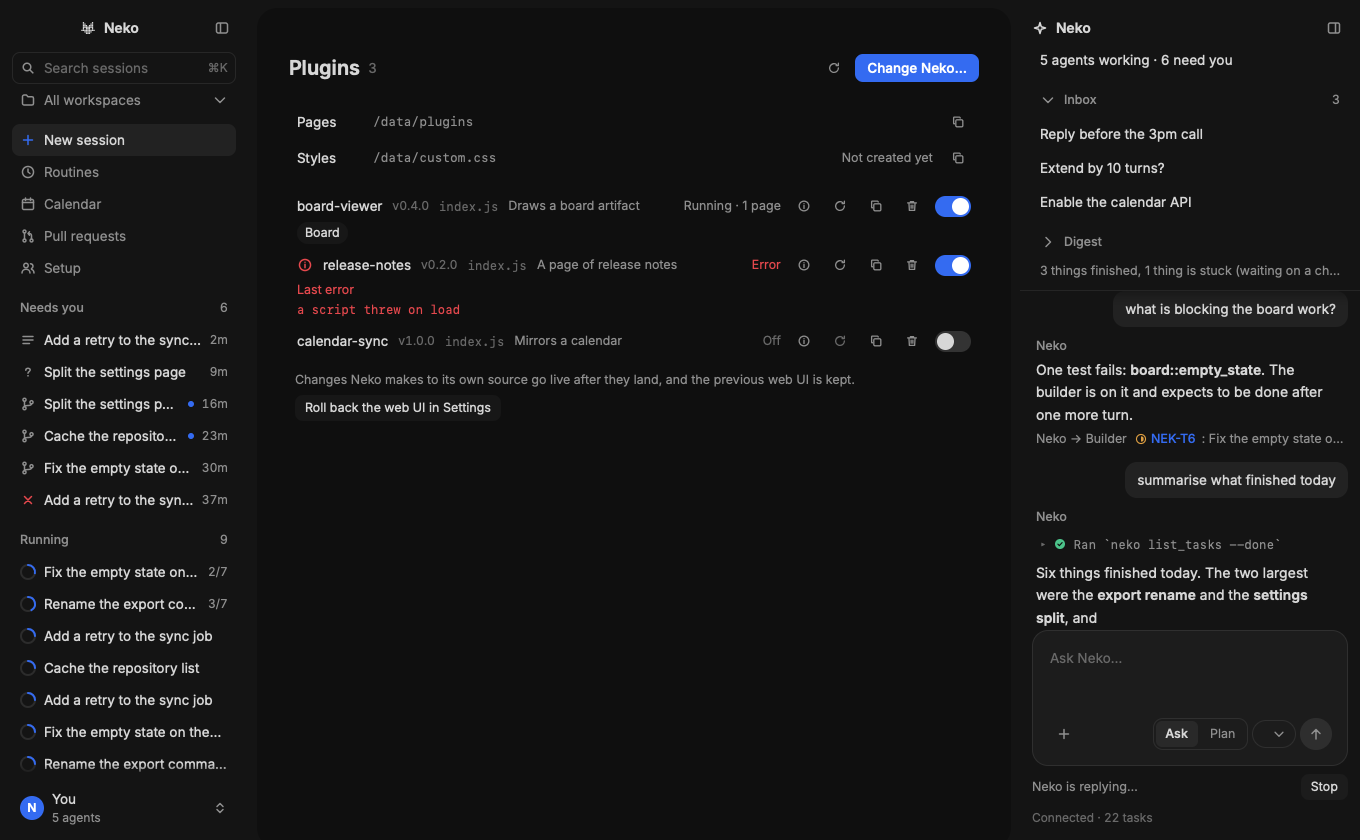 Neko
Search sessions ⌘K
All workspaces
New session
Routines
Calendar
Pull requests
Setup
Needs you 6
Add a retry to the sync... 2m
? Split the settings page 9m
Split the settings p... 16m
Cache the reposito... 23m
Fix the empty state o... 30m
Add a retry to the syn... 37m
Running 9
Fix the empty state on... 2/7
Rename the export co... 3/7
Add a retry to the sync job
Cache the repository list
Add a retry to the sync job
Fix the empty state on the...
Rename the export comma...
N You
5 agents
Plugins 3
Change Neko...
Pages /data/plugins
Styles /data/custom.css Not created yet
board-viewer v0.4.0 index.js Draws a board artifact Running · 1 page
Board
release-notes v0.2.0 index.js A page of release notes Error
Last error
a script threw on load
calendar-sync v1.0.0 index.js Mirrors a calendar Off
Changes Neko makes to its own source go live after they land, and the previous web UI is kept.
Roll back the web UI in Settings
Neko
5 agents working · 6 need you
Inbox 3
Reply before the 3pm call
Extend by 10 turns?
Enable the calendar API
Digest
3 things finished, 1 thing is stuck (waiting on a ch...
what is blocking the board work?
Neko
One test fails: board::empty_state. The
builder is on it and expects to be done after
one more turn.
Neko → Builder NEK-T6 : Fix the empty state o...
summarise what finished today
Neko
Ran `neko list_tasks --done`
Six things finished today. The two largest
were the export rename and the settings
split, and
Ask Neko...
Ask Plan
Neko is replying... Stop
Connected · 22 tasks